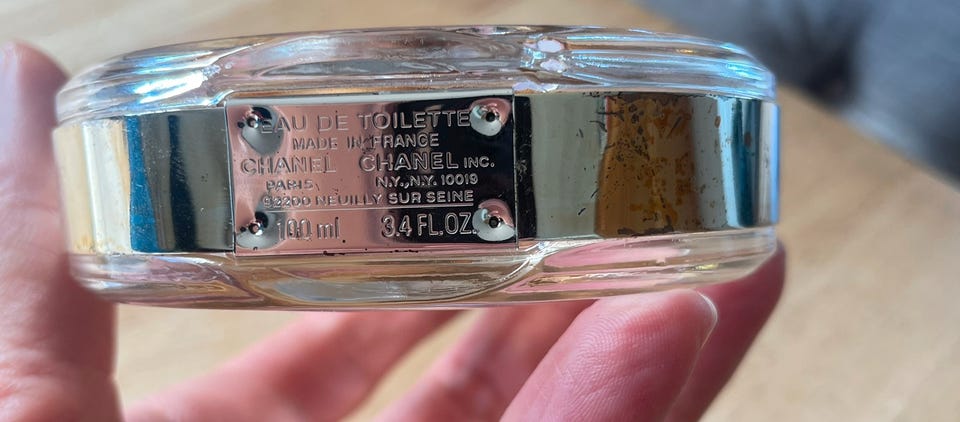 EAU DE TOILETTE
MADE IN FRANCE
CHANEL CHANEL INC.
PARIS, N.Y., N.Y. 10019
92200 NEUILLY SUR SEINE
100 ml 3.4 FL.OZ.